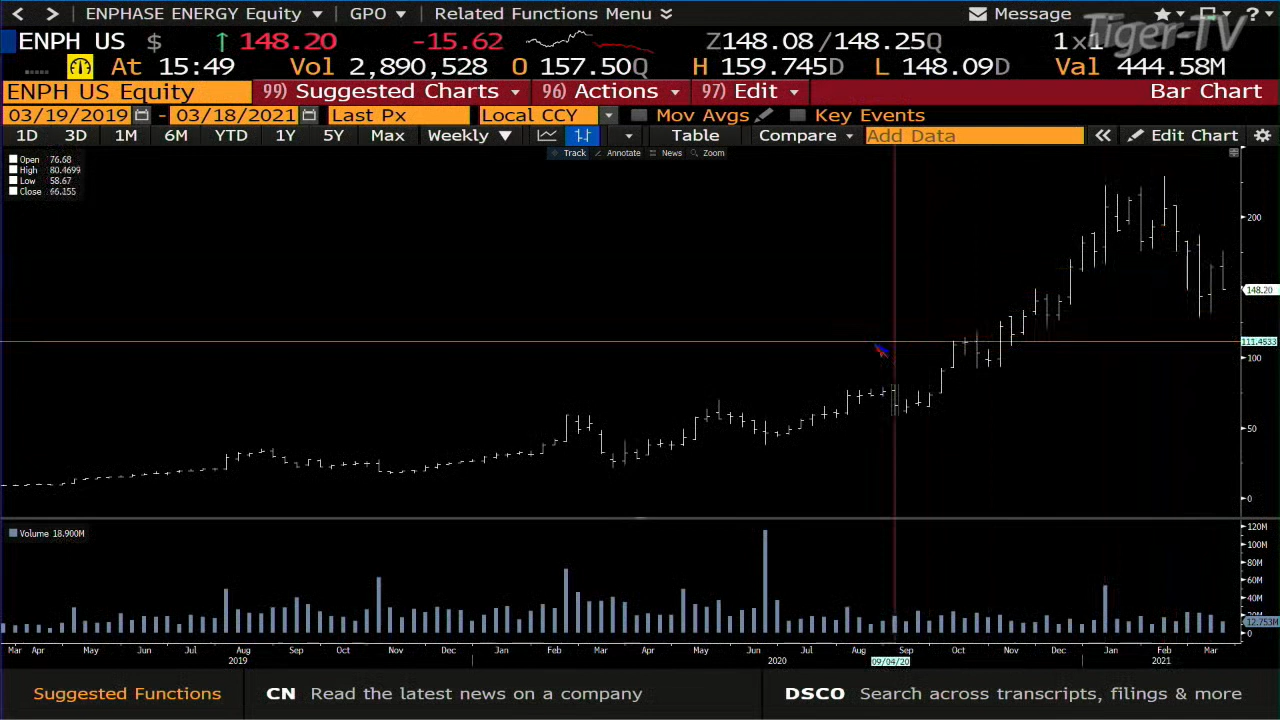 < > ENPHASE ENERGY Equity GPO Related Functions Menu Message ?
ENPH US $ ↑ 148.20 -15.62 Z148.08/148.25Q 1x1 Tiger-TV
At 15:49 Vol 2,890,528 O 157.50Q H 159.745D L 148.09D Val 444.58M
ENPH US Equity 99) Suggested Charts 96) Actions 97) Edit Bar Chart
03/19/2019 - 03/18/2021 Last Px Local CCY Mov Avgs Key Events
1D 3D 1M 6M YTD 1Y 5Y Max Weekly Table Compare Add Data « Edit Chart
Track Annotate News Zoom
Open 76.68
High 80.4699
Low 58.67
Close 66.155
200
148.20
111.4533
100
50
0
Volume 18.900M
120M
100M
80M
60M
40M
20M
12.753M
0
Mar Apr May Jun Jul Aug Sep Oct Nov Dec Jan Feb Mar Apr May Jun Jul Aug Sep Oct Nov Dec Jan Feb Mar
2019 2020 09/04/20 2021
Suggested Functions CN Read the latest news on a company DSCO Search across transcripts, filings & more